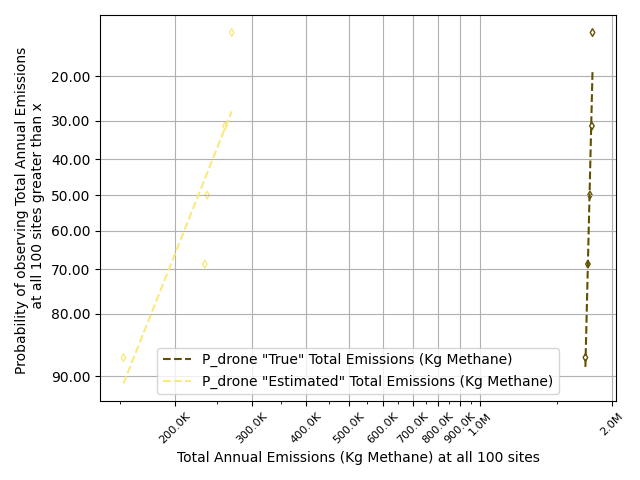 Probability of observing Total Annual Emissions
at all 100 sites greater than x
20.00
30.00
40.00
50.00
60.00
70.00
80.00
90.00
P_drone "True" Total Emissions (Kg Methane)
P_drone "Estimated" Total Emissions (Kg Methane)
200.0K
300.0K
400.0K
500.0K
600.0K
700.0K
800.0K
900.0K
1.0M
2.0M
Total Annual Emissions (Kg Methane) at all 100 sites